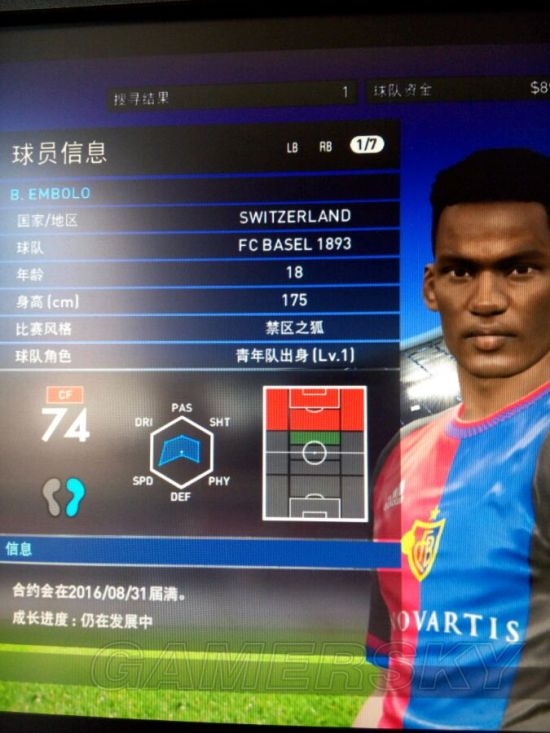 搜寻结果 1 球队资金 $89
球员信息 LB RB 1/7
B. EMBOLO
国家/地区 SWITZERLAND
球队 FC BASEL 1893
年龄 18
身高 (cm) 175
比赛风格 禁区之狐
球队角色 青年队出身 (Lv.1)
CF
74
PAS
DRI SHT
SPD PHY
DEF
信息
合约会在2016/08/31届满。
成长进度：仍在发展中
OVARTIS
GAMERSKY